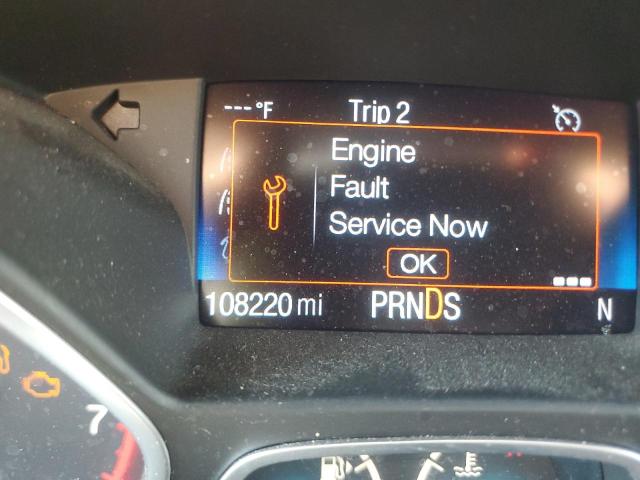 ---°F Trip 2
Engine
Fault
Service Now
OK
108220 mi PRNDS N
7